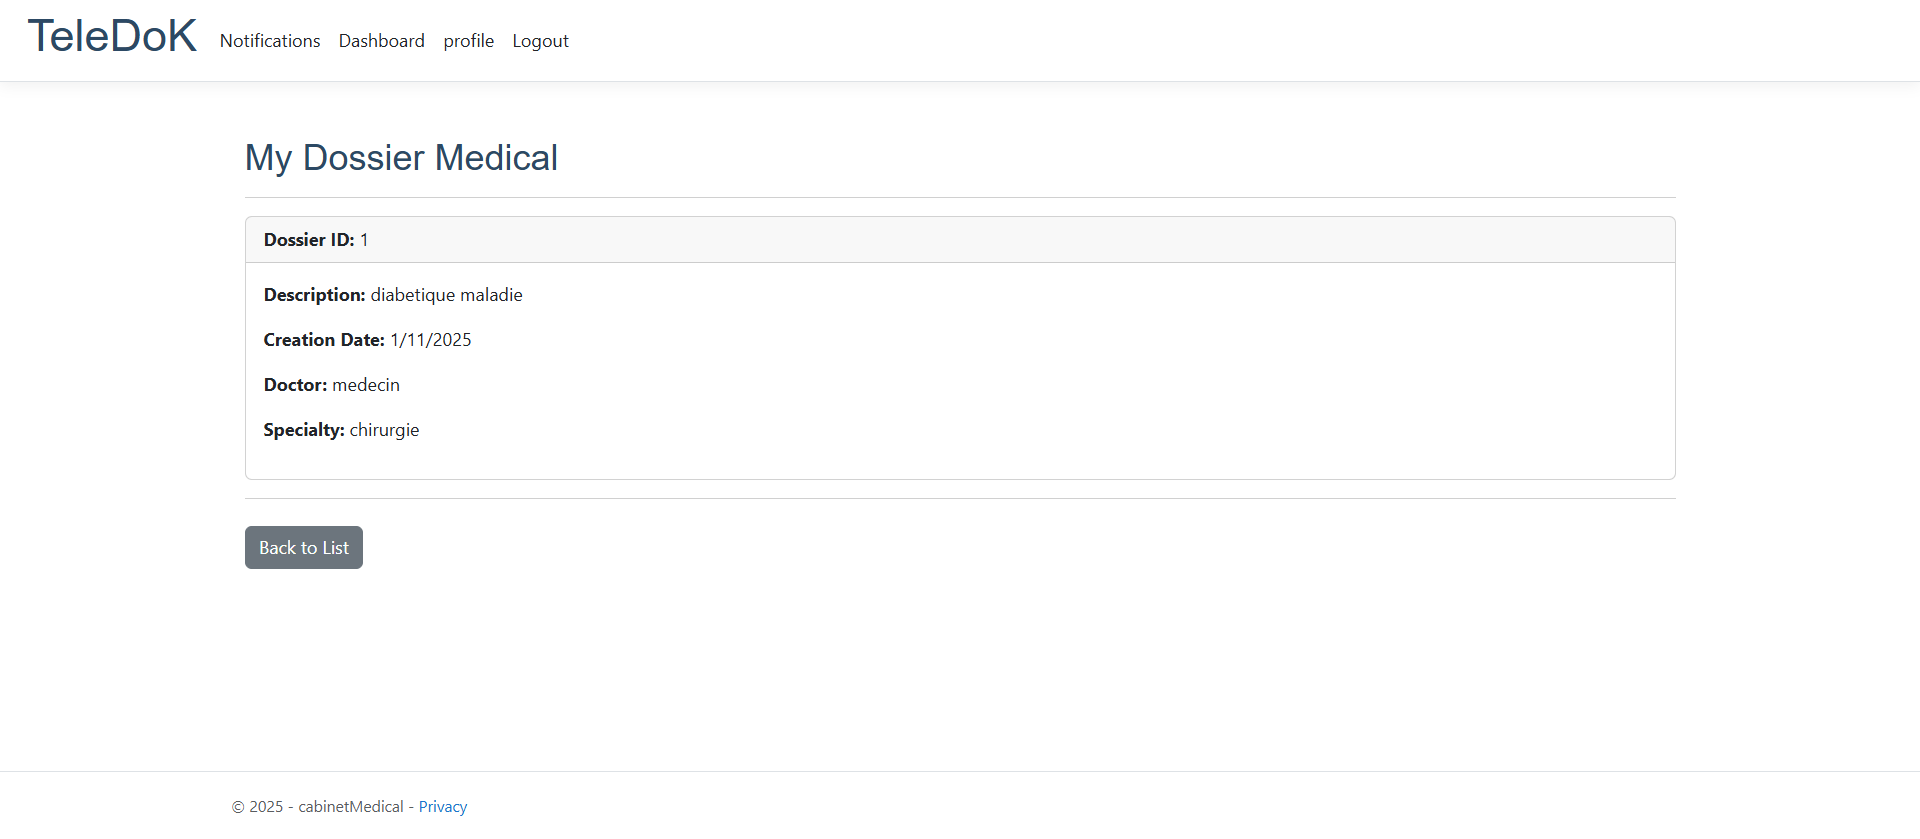 TeleDoK Notifications Dashboard profile Logout
My Dossier Medical
Dossier ID: 1
Description: diabetique maladie
Creation Date: 1/11/2025
Doctor: medecin
Specialty: chirurgie
Back to List
© 2025 - cabinetMedical - Privacy